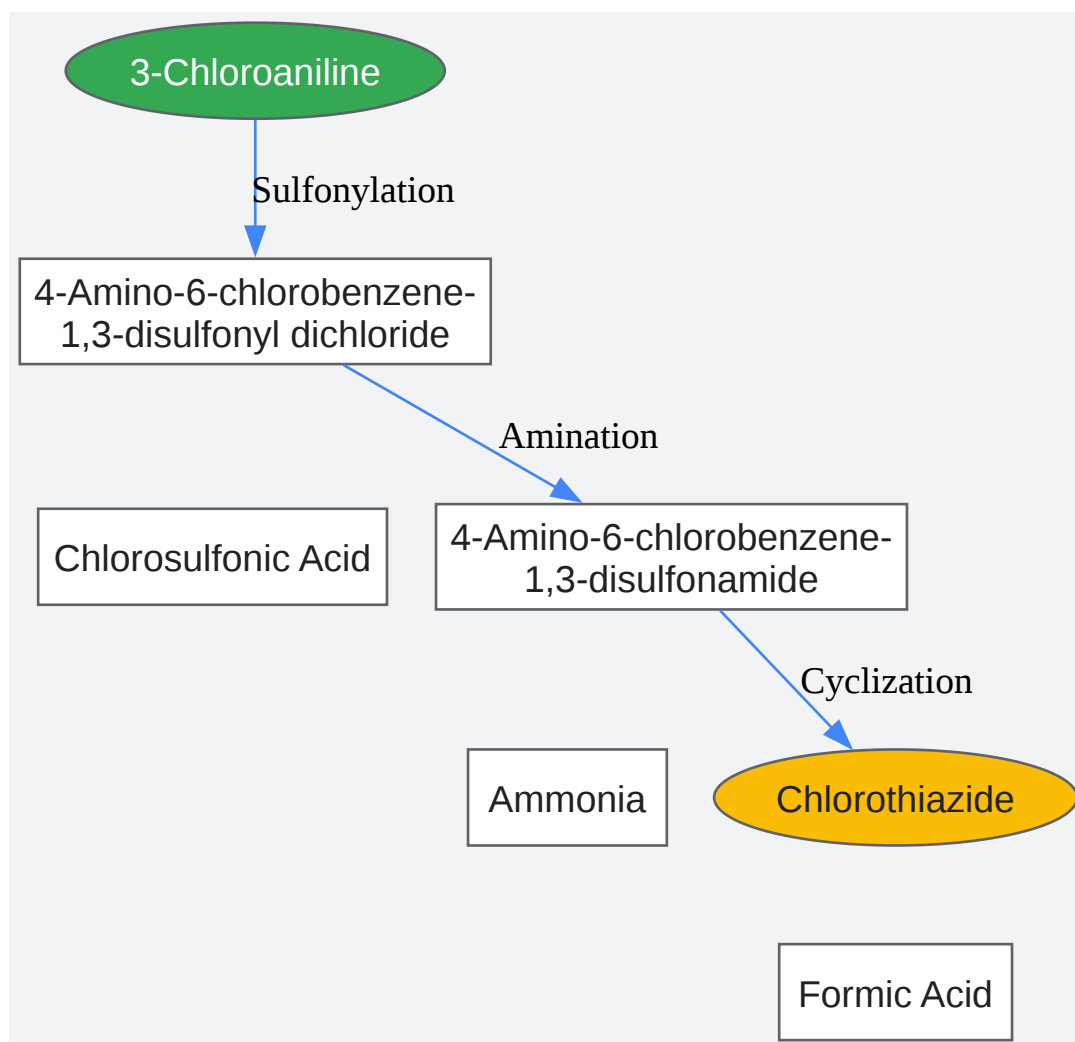 3-Chloroaniline
Sulfonylation
4-Amino-6-chlorobenzene-
1,3-disulfonyl dichloride
Amination
Chlorosulfonic Acid
4-Amino-6-chlorobenzene-
1,3-disulfonamide
Cyclization
Ammonia
Chlorothiazide
Formic Acid